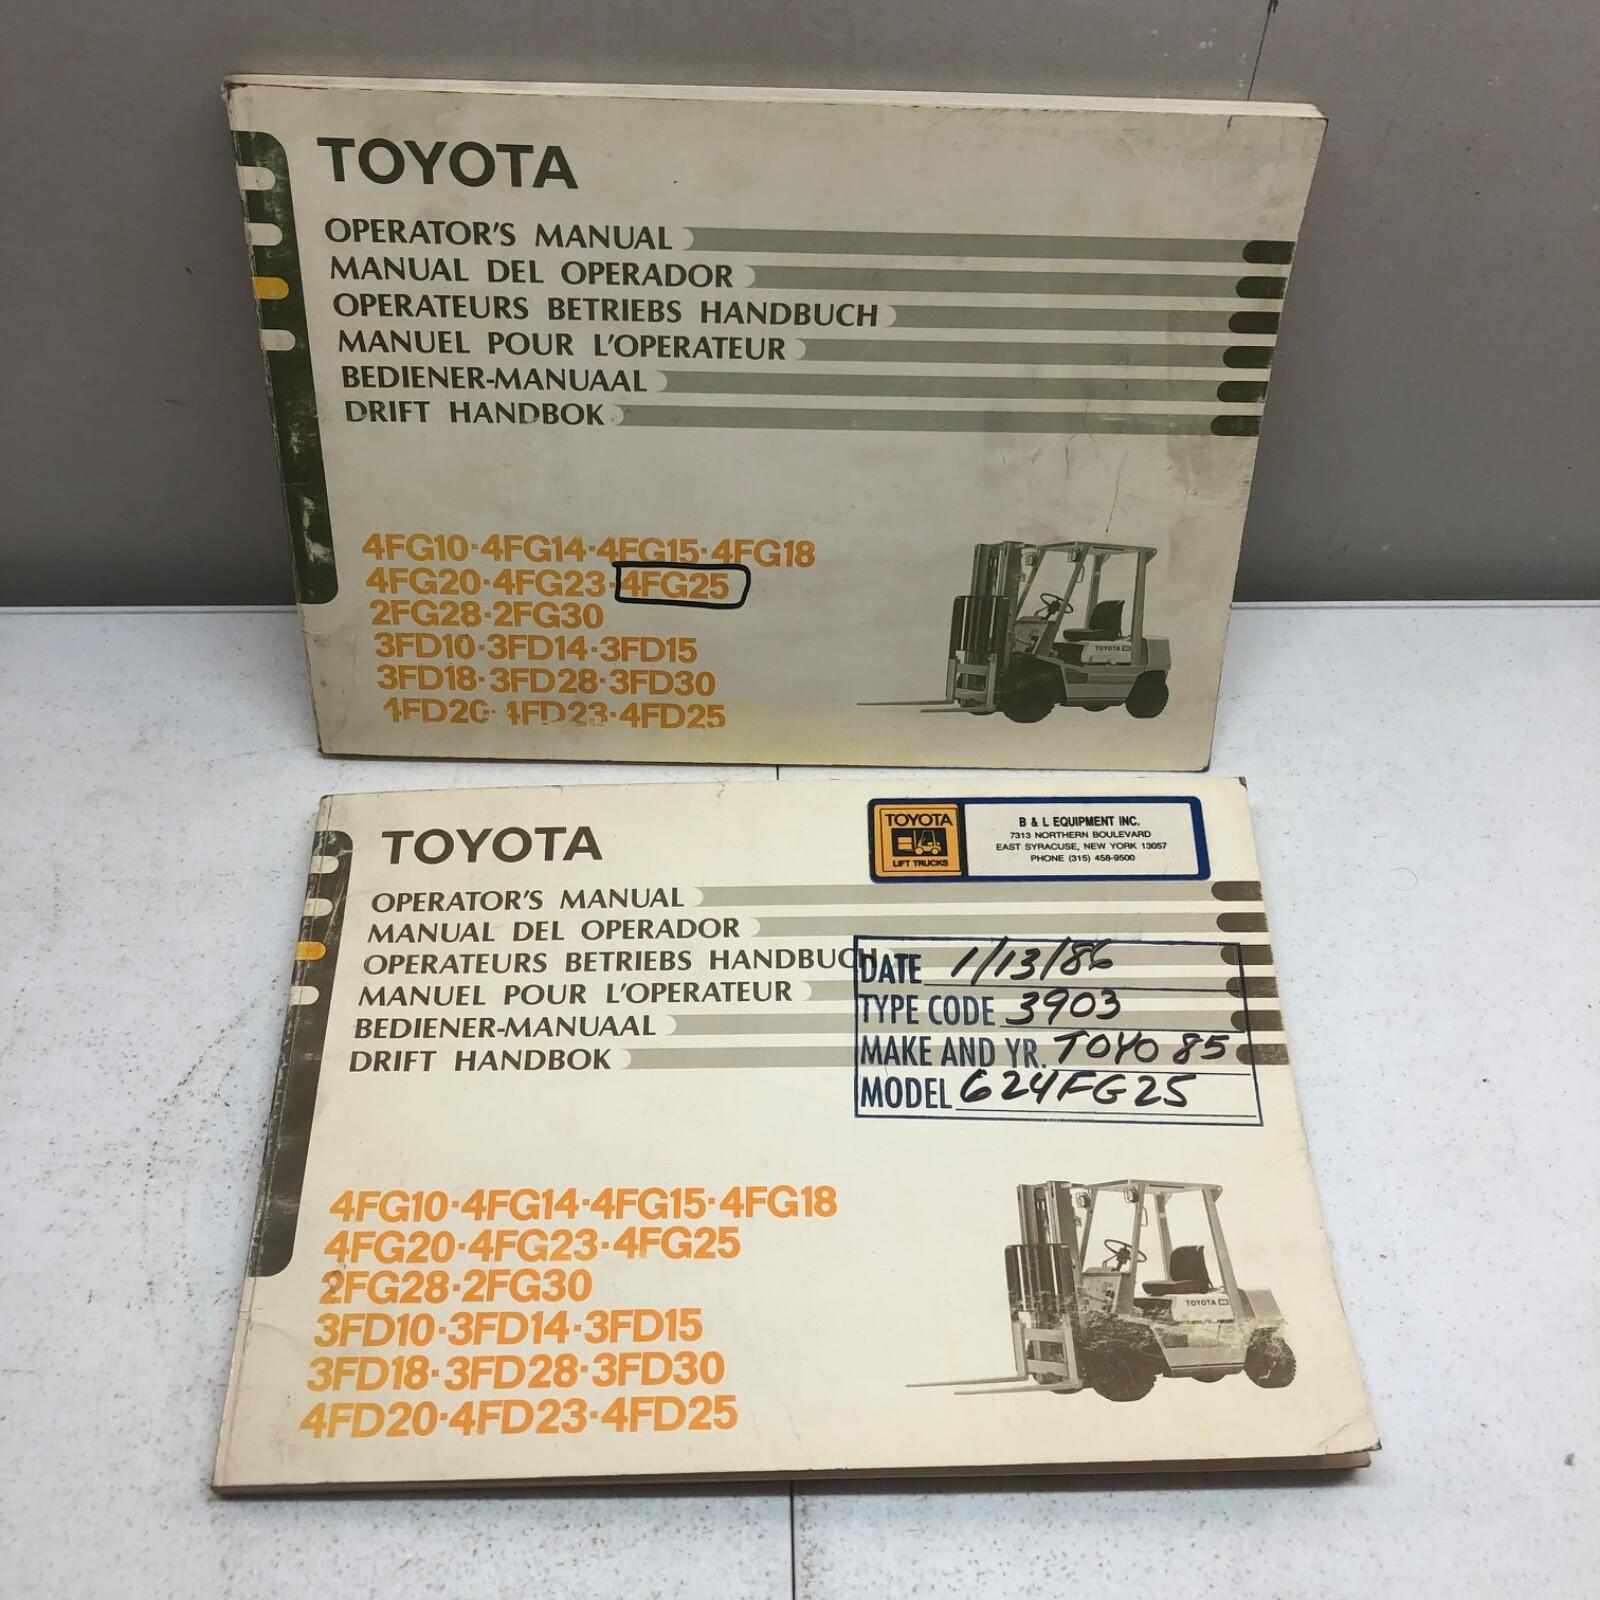 TOYOTA
OPERATOR'S MANUAL
MANUAL DEL OPERADOR
OPERATEURS BETRIEBS HANDBUCH
MANUEL POUR L'OPERATEUR
BEDIENER-MANUAAL
DRIFT HANDBOK
4FG10·4FG14·4FG15·4FG18
4FG20·4FG23·4FG25
2FG28·2FG30
3FD10·3FD14·3FD15
3FD18·3FD28·3FD30
4FD20·4FD23·4FD25
TOYOTA
TOYOTA
TOYOTA
LIFT TRUCKS
B & L EQUIPMENT INC.
7313 NORTHERN BOULEVARD
EAST SYRACUSE, NEW YORK 13057
PHONE (315) 458-9500
OPERATOR'S MANUAL
MANUAL DEL OPERADOR
OPERATEURS BETRIEBS HANDBUCH
MANUEL POUR L'OPERATEUR
BEDIENER-MANUAAL
DRIFT HANDBOK
DATE 1/13/86
TYPE CODE 3903
MAKE AND YR. TOYO 85
MODEL 624FG25
4FG10·4FG14·4FG15·4FG18
4FG20·4FG23·4FG25
2FG28·2FG30
3FD10·3FD14·3FD15
3FD18·3FD28·3FD30
4FD20·4FD23·4FD25
TOYOTA